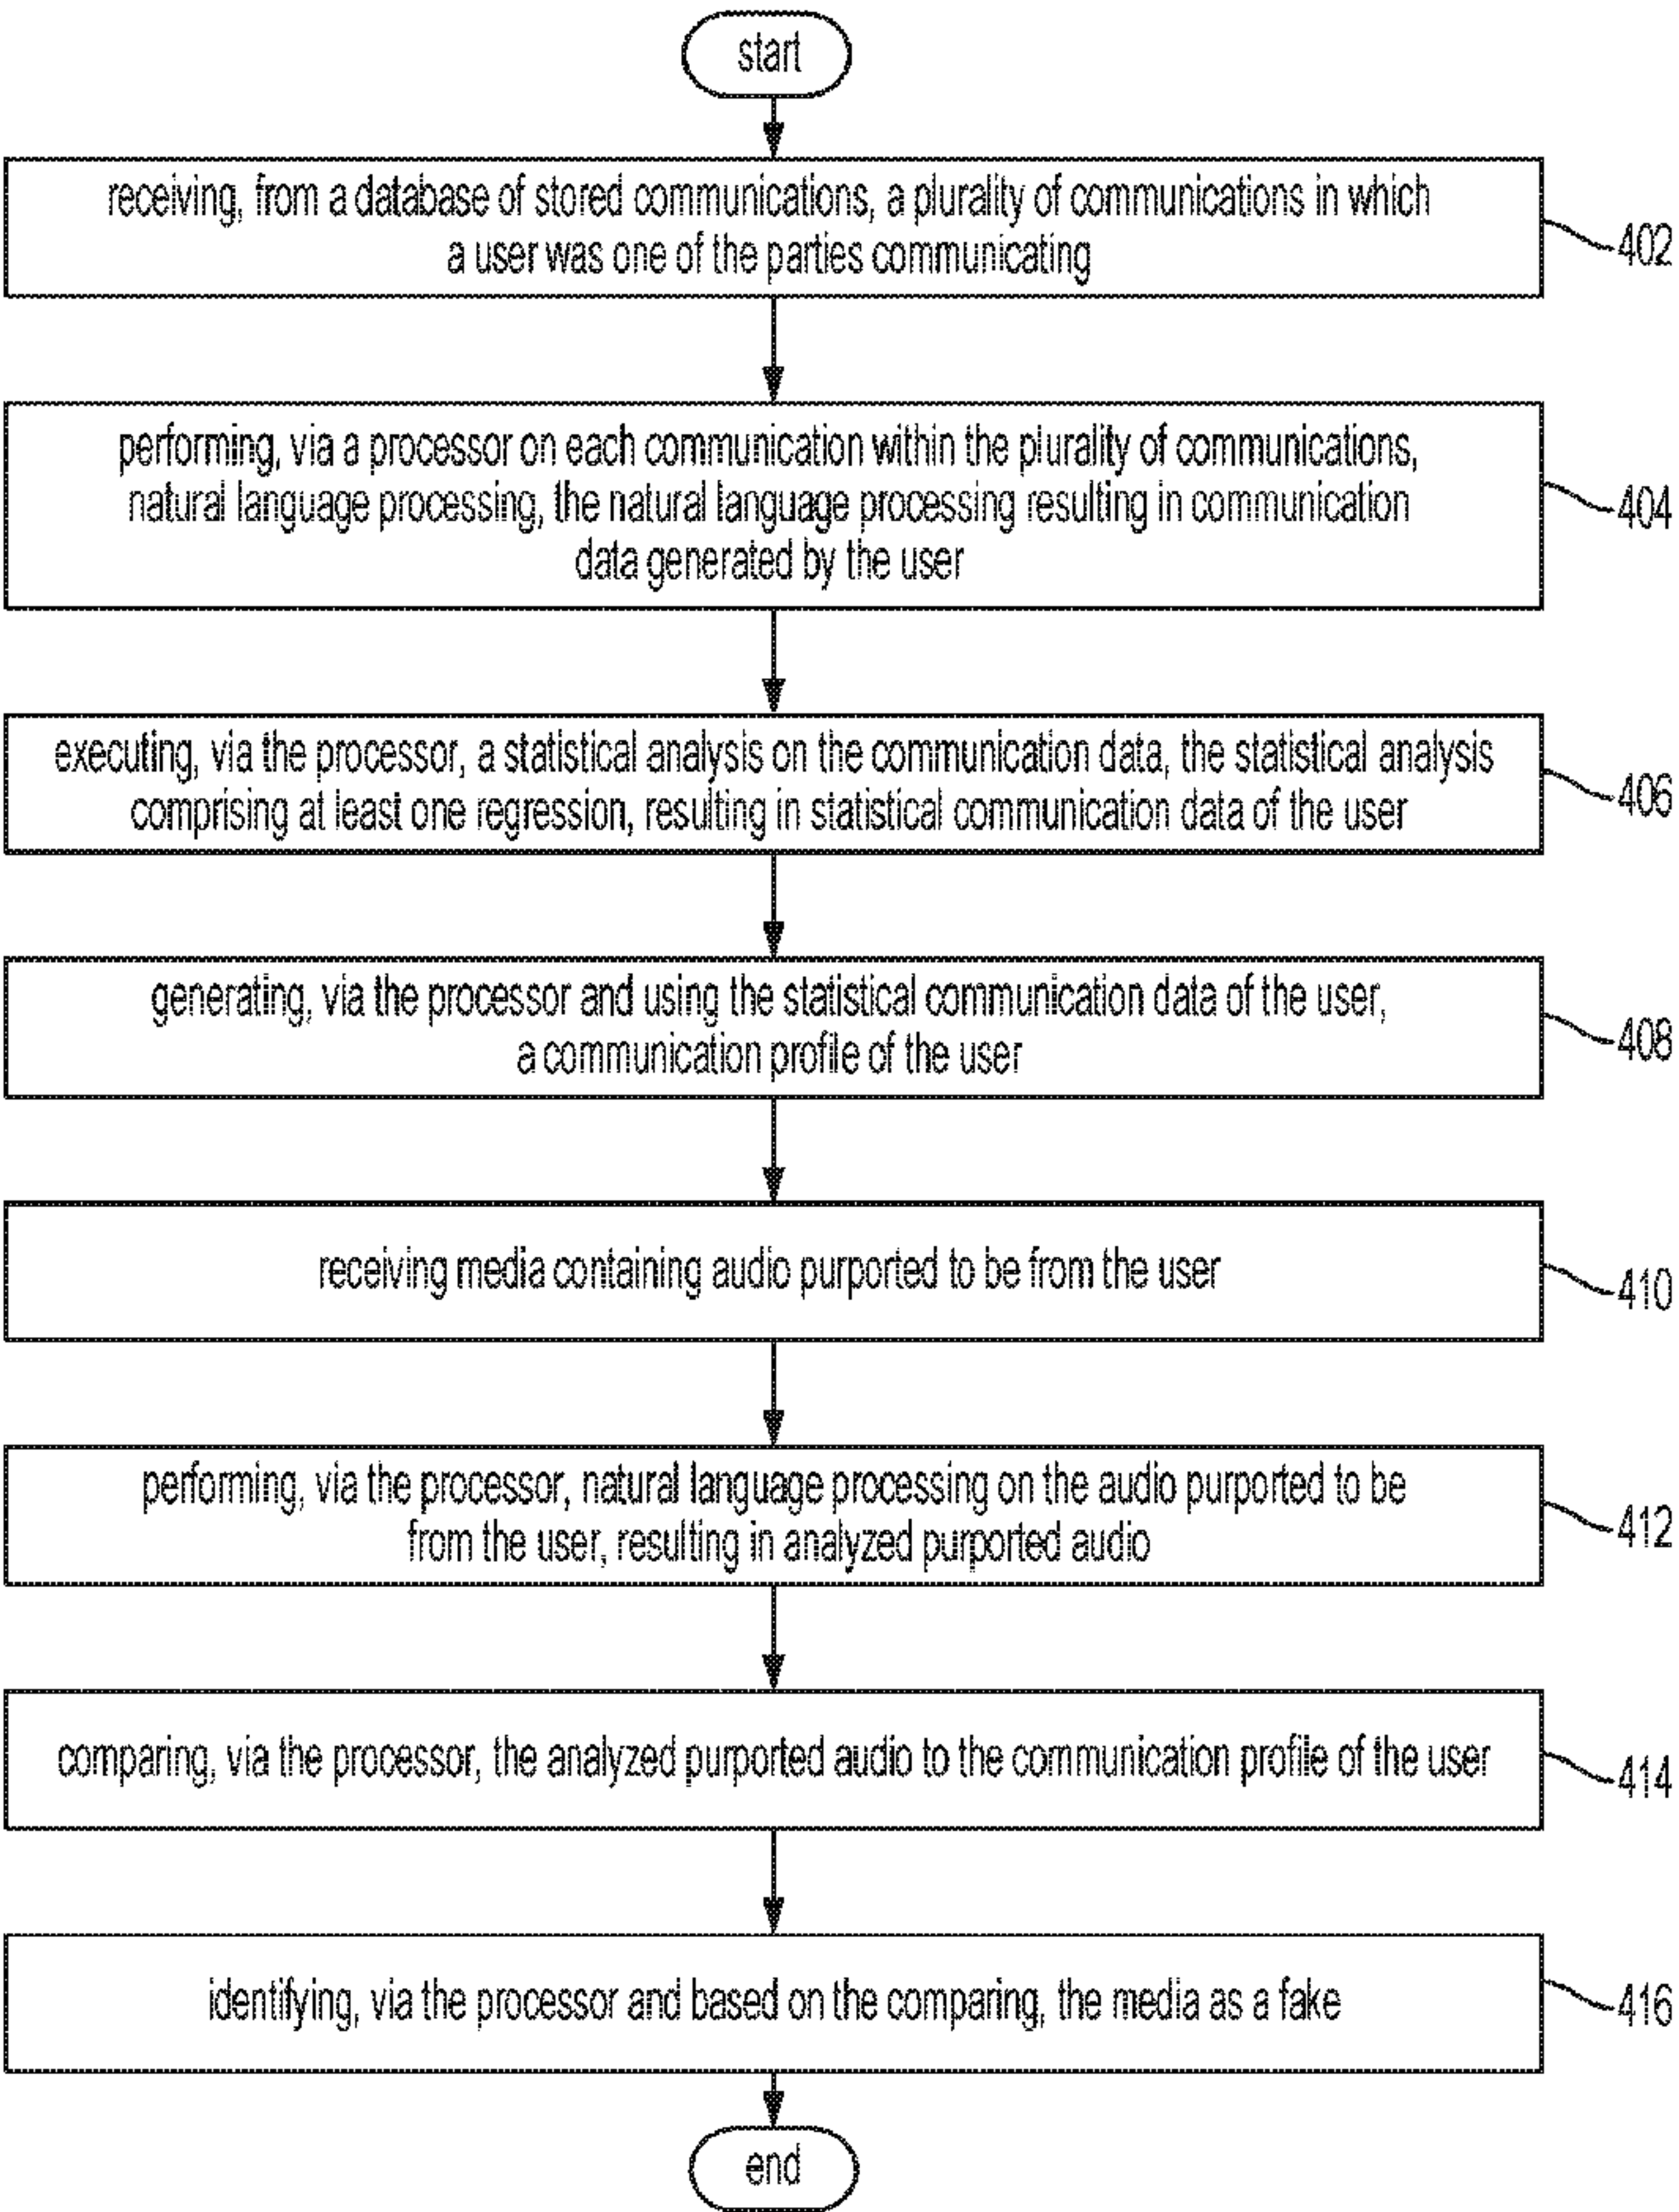 start
receiving, from a database of stored communications, a plurality of communications in which
a user was one of the parties communicating
402
performing, via a processor on each communication within the plurality of communications,
natural language processing, the natural language processing resulting in communication
data generated by the user
404
executing, via the processor, a statistical analysis on the communication data, the statistical analysis
comprising at least one regression, resulting in statistical communication data of the user
406
generating, via the processor and using the statistical communication data of the user,
a communication profile of the user
408
receiving media containing audio purported to be from the user
410
performing, via the processor, natural language processing on the audio purported to be
from the user, resulting in analyzed purported audio
412
comparing, via the processor, the analyzed purported audio to the communication profile of the user
414
identifying, via the processor and based on the comparing, the media as a fake
416
end